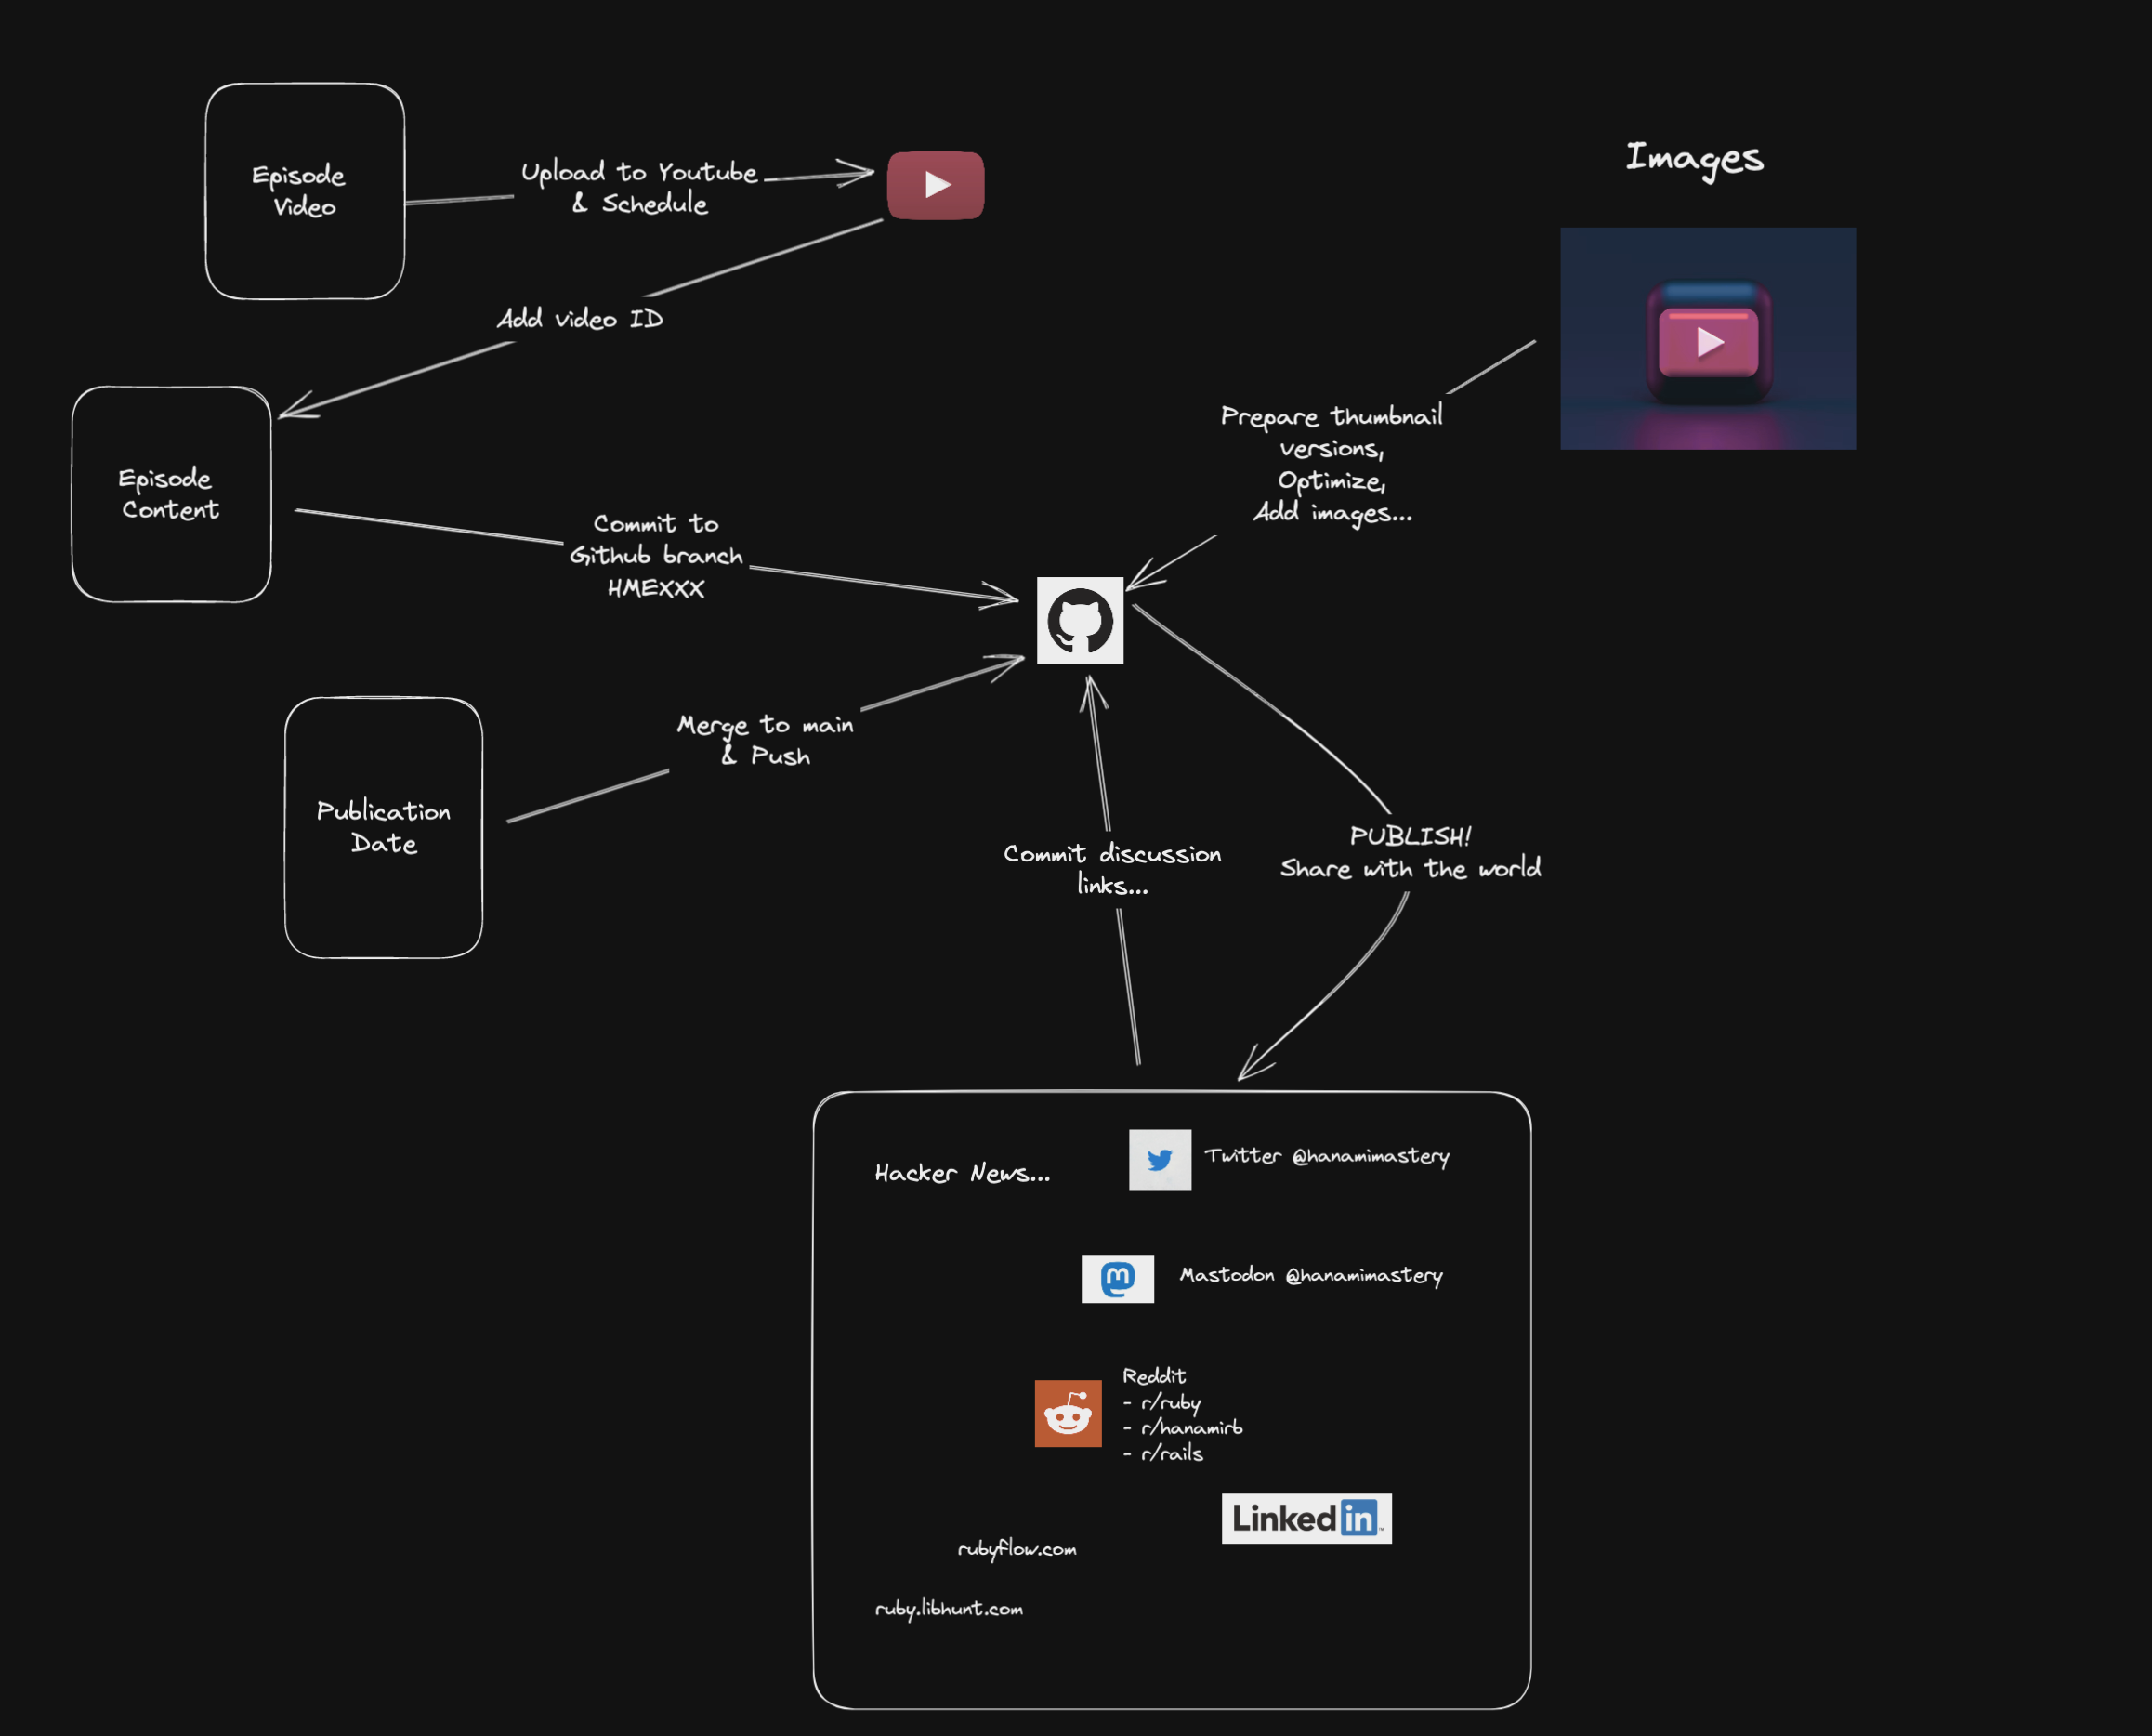 Episode
Video
Upload to Youtube
& Schedule
Images
Add video ID
Episode
Content
Commit to
Github branch
HMEXXX
Prepare thumbnail
versions,
Optimize,
Add images...
Publication
Date
Merge to main
& Push
Commit discussion
links...
PUBLISH!
Share with the world
Hacker News...
Twitter @hanamimastery
Mastodon @hanamimastery
Reddit
- r/ruby
- r/hanamirb
- r/rails
Linked in
rubyflow.com
ruby.libhunt.com